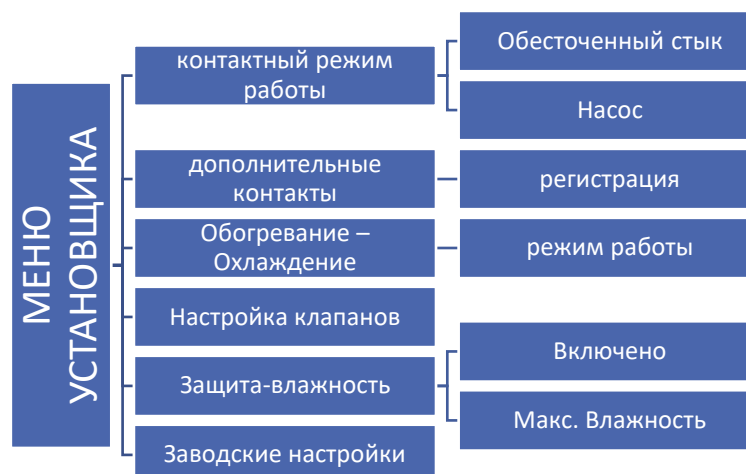 МЕНЮ
УСТАНОВЩИКА
контактный режим
работы
Обесточенный стык
Насос
дополнительные
контакты
регистрация
Обогревание –
Охлаждение
режим работы
Настройка клапанов
Защита-влажность
Включено
Макс. Влажность
Заводские настройки